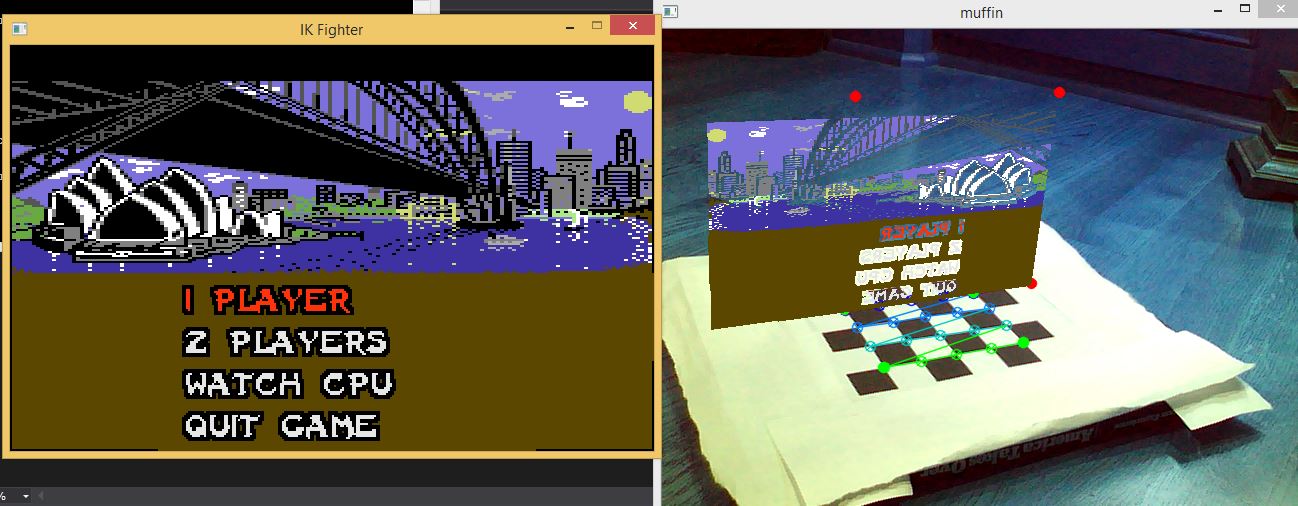 IK Fighter
1 PLAYER
2 PLAYERS
WATCH CPU
QUIT GAME
%
muffin
1 PLAYER
2 PLAYERS
WATCH CPU
QUIT GAME
America Takes Over